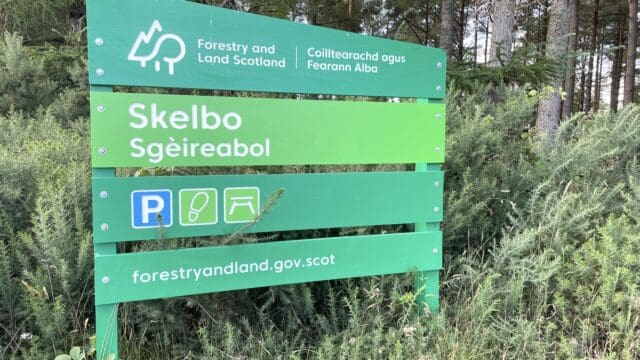 Forestry and Land Scotland
Coilltearachd agus Fearann Alba
Skelbo
Sgèireabol
P
forestryandland.gov.scot